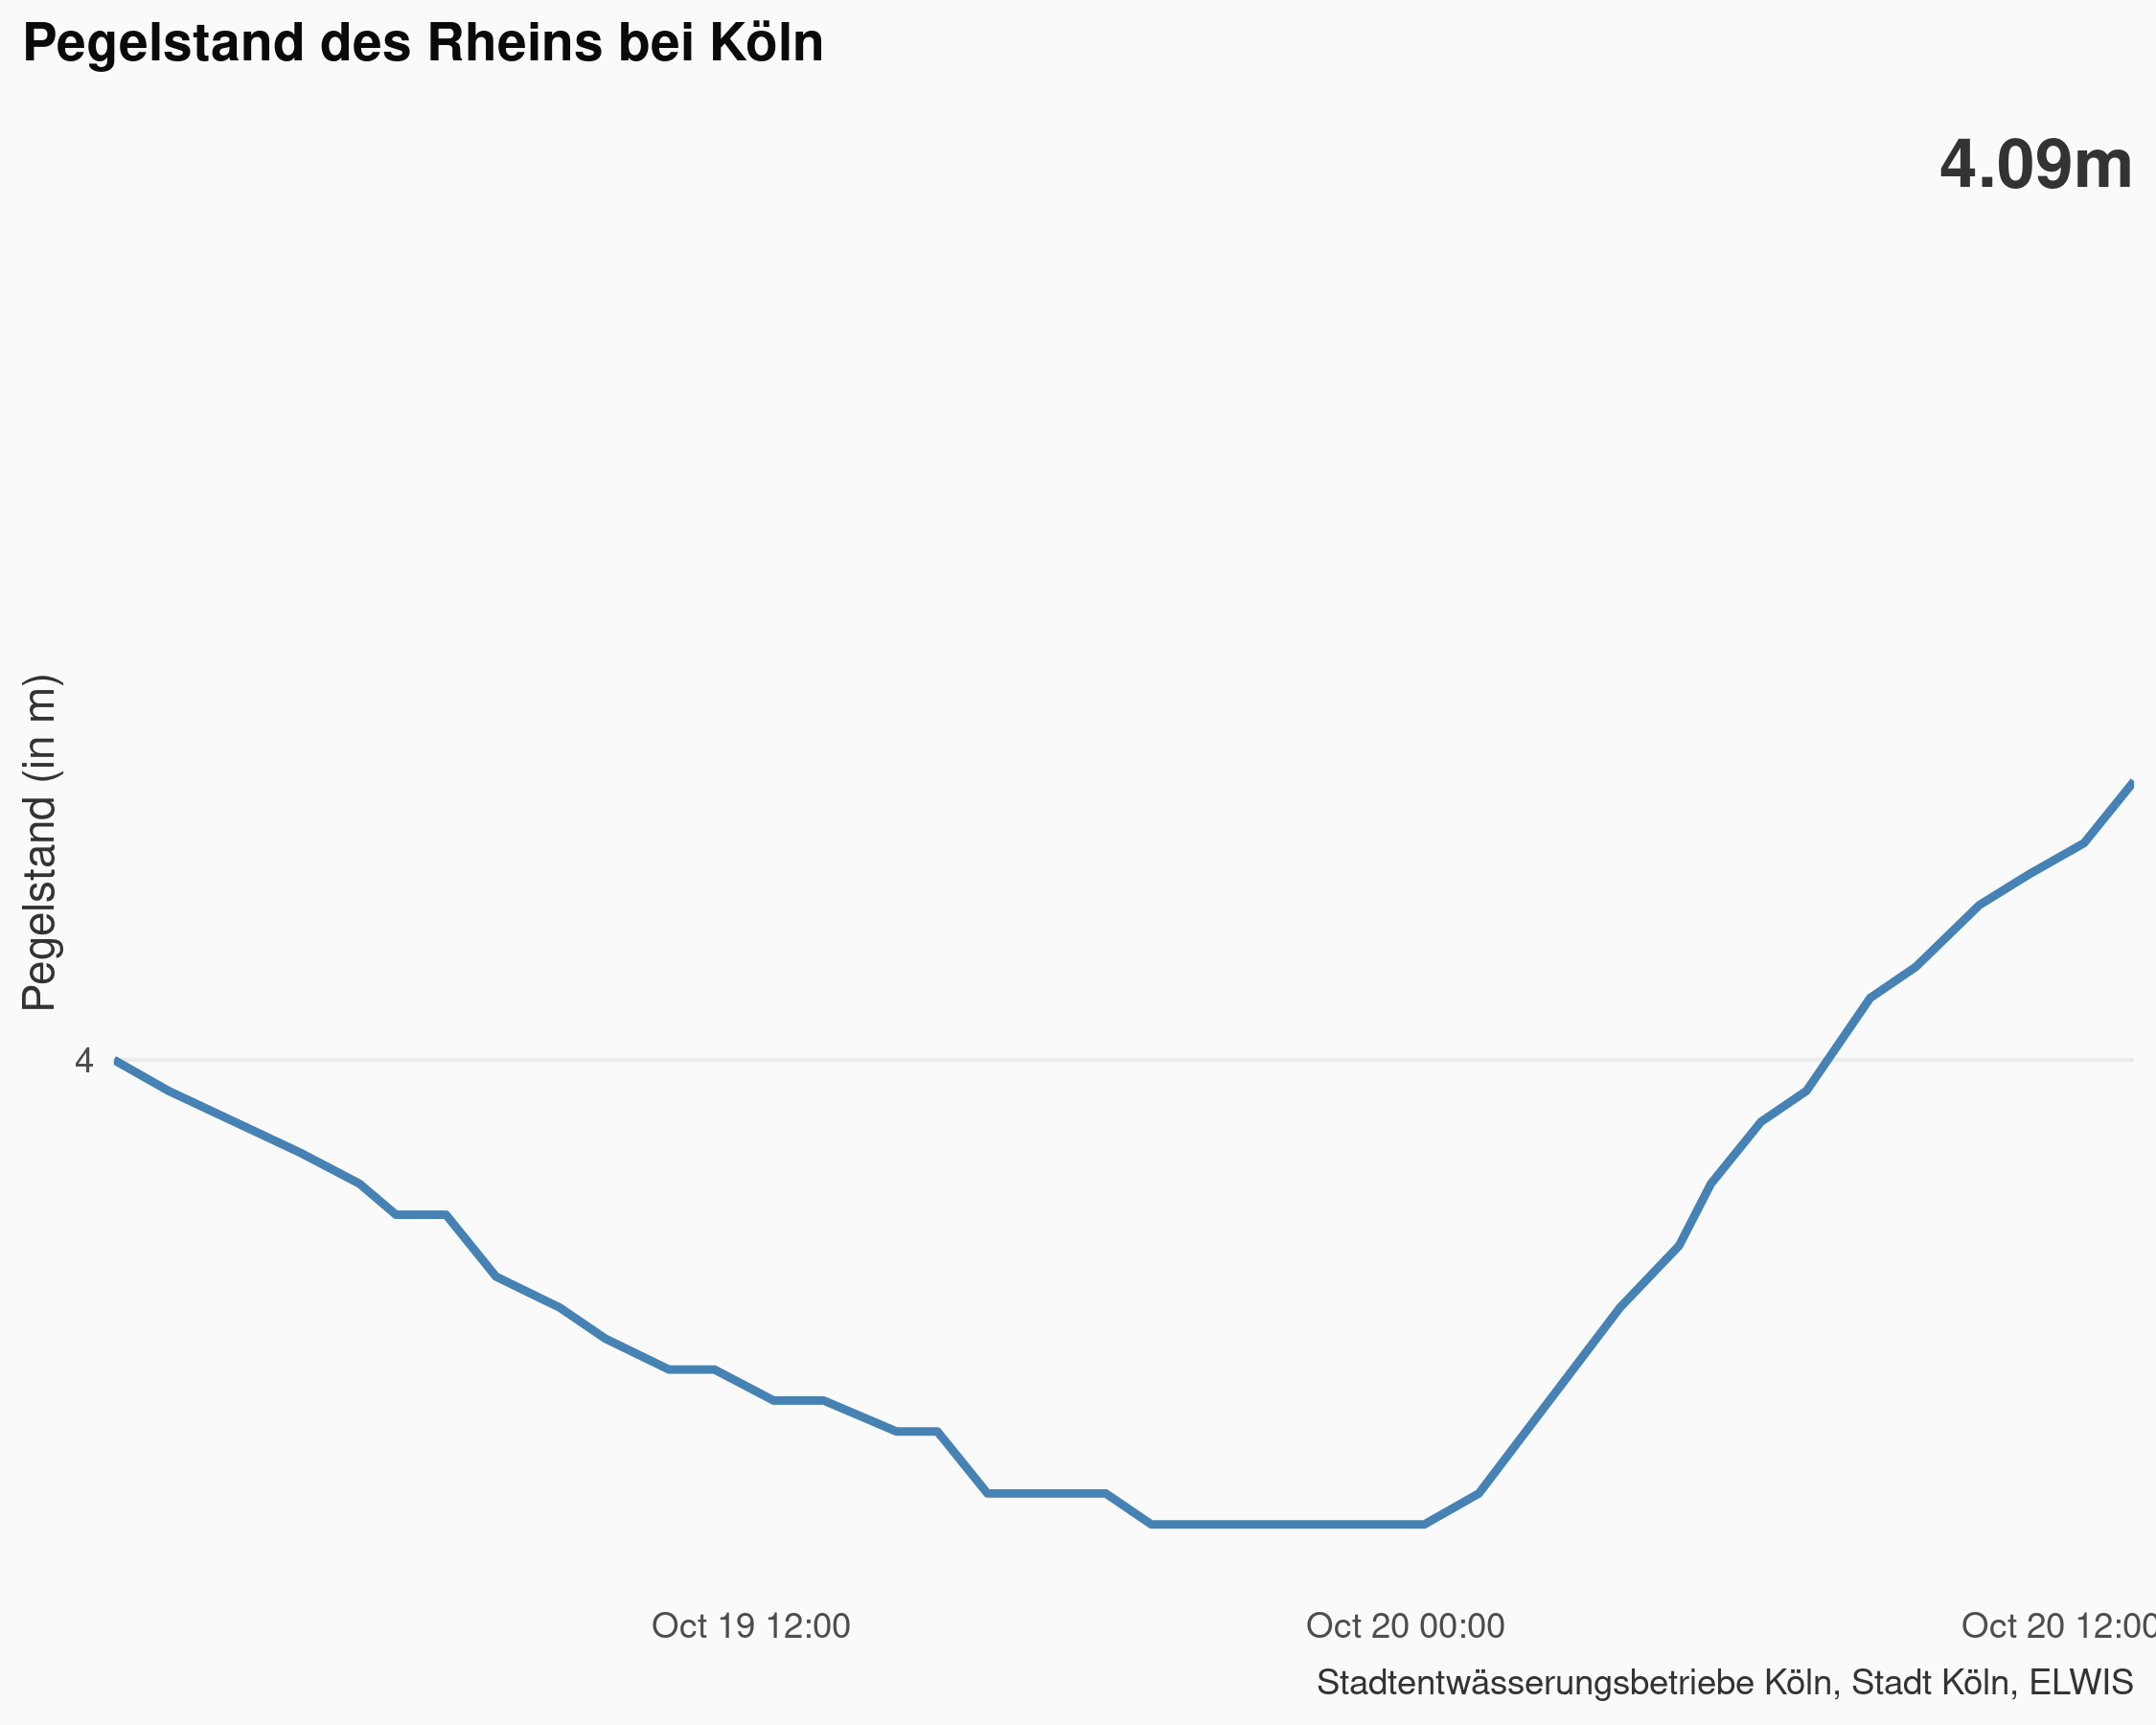 Pegelstand des Rheins bei Köln
4.09m
Pegelstand (in m)
4
Oct 19 12:00
Oct 20 00:00
Oct 20 12:00
Stadtentwässerungsbetriebe Köln, Stadt Köln, ELWIS